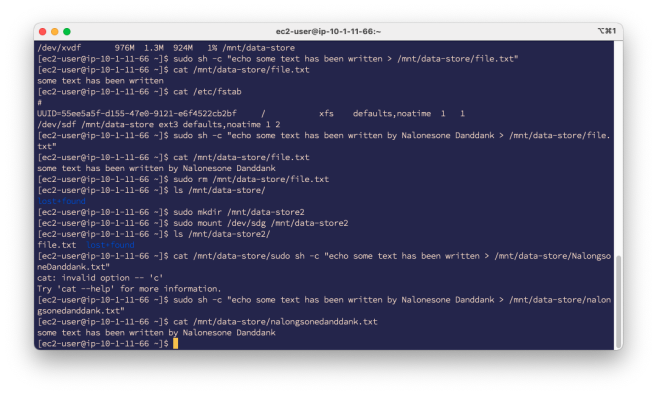 ec2-user@ip-10-1-11-66:~
⌥⌘1
/dev/xvdf 976M 1.3M 924M 1% /mnt/data-store
[ec2-user@ip-10-1-11-66 ~]$ sudo sh -c "echo some text has been written > /mnt/data-store/file.txt"
[ec2-user@ip-10-1-11-66 ~]$ cat /mnt/data-store/file.txt
some text has been written
[ec2-user@ip-10-1-11-66 ~]$ cat /etc/fstab
#
UUID=55ee5a5f-d155-47e0-9121-e6f4522cb2bf / xfs defaults,noatime 1 1
/dev/sdf /mnt/data-store ext3 defaults,noatime 1 2
[ec2-user@ip-10-1-11-66 ~]$ sudo sh -c "echo some text has been written by Nalonesone Danddank > /mnt/data-store/file.
txt"
[ec2-user@ip-10-1-11-66 ~]$ cat /mnt/data-store/file.txt
some text has been written by Nalonesone Danddank
[ec2-user@ip-10-1-11-66 ~]$ sudo rm /mnt/data-store/file.txt
[ec2-user@ip-10-1-11-66 ~]$ ls /mnt/data-store/
lost+found
[ec2-user@ip-10-1-11-66 ~]$ sudo mkdir /mnt/data-store2
[ec2-user@ip-10-1-11-66 ~]$ sudo mount /dev/sdg /mnt/data-store2
[ec2-user@ip-10-1-11-66 ~]$ ls /mnt/data-store2/
file.txt lost+found
[ec2-user@ip-10-1-11-66 ~]$ cat /mnt/data-store/sudo sh -c "echo some text has been written > /mnt/data-store/Nalongso
neDanddank.txt"
cat: invalid option -- 'c'
Try 'cat --help' for more information.
[ec2-user@ip-10-1-11-66 ~]$ sudo sh -c "echo some text has been written by Nalonesone Danddank > /mnt/data-store/nalon
gsonedanddank.txt"
[ec2-user@ip-10-1-11-66 ~]$ cat /mnt/data-store/nalongsonedanddank.txt
some text has been written by Nalonesone Danddank
[ec2-user@ip-10-1-11-66 ~]$